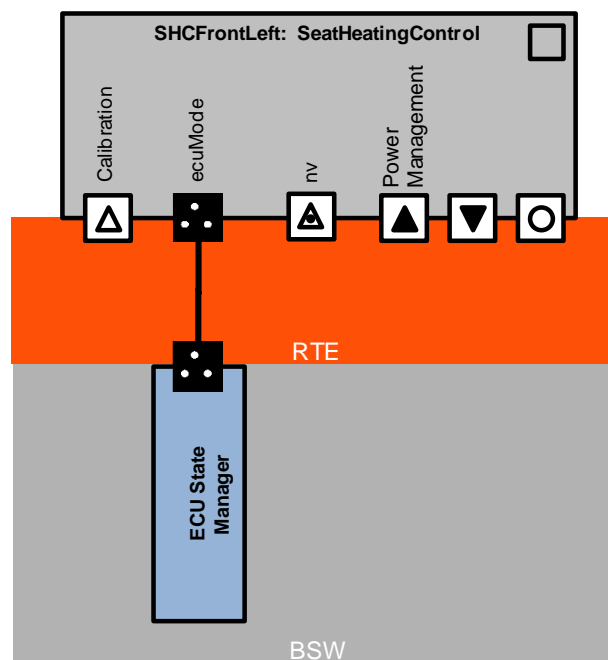 SHCFrontLeft: SeatHeatingControl
Calibration
ecuMode
nv
Power
Management
RTE
ECU State
Manager
BSW